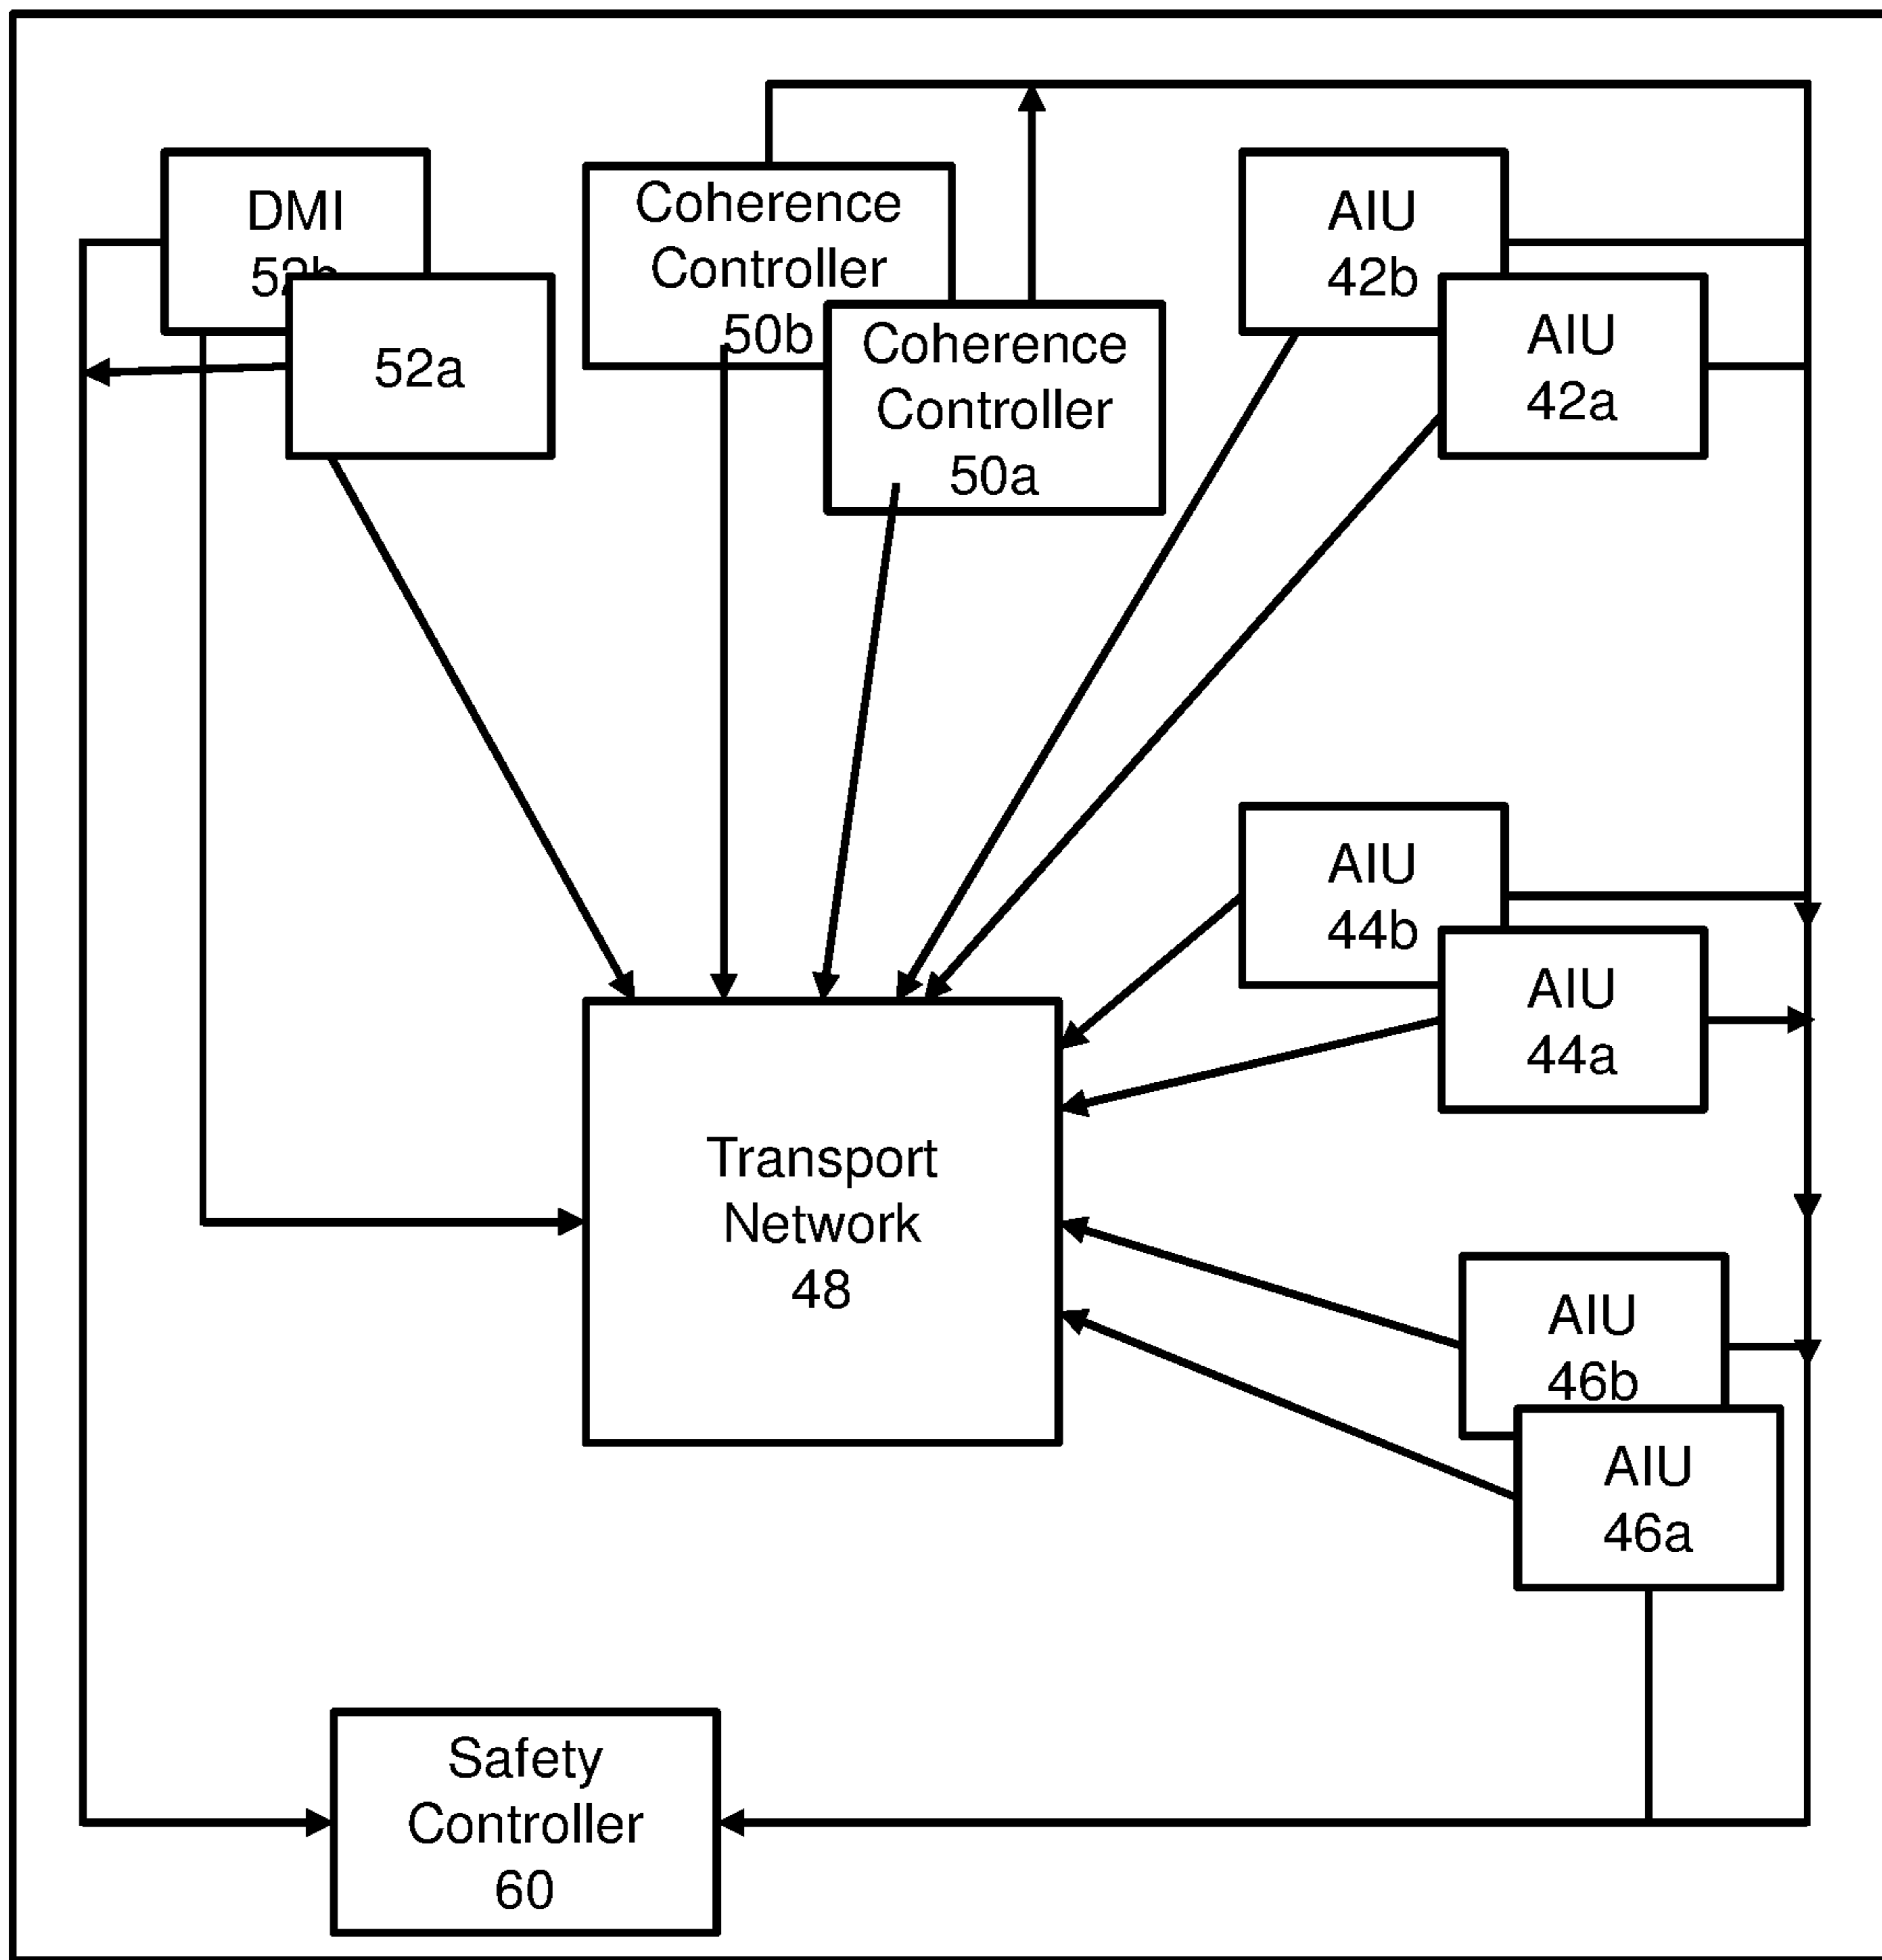 DMI
52b
52a
Coherence
Controller
50b
Coherence
Controller
50a
AIU
42b
AIU
42a
AIU
44b
AIU
44a
Transport
Network
48
AIU
46b
AIU
46a
Safety
Controller
60